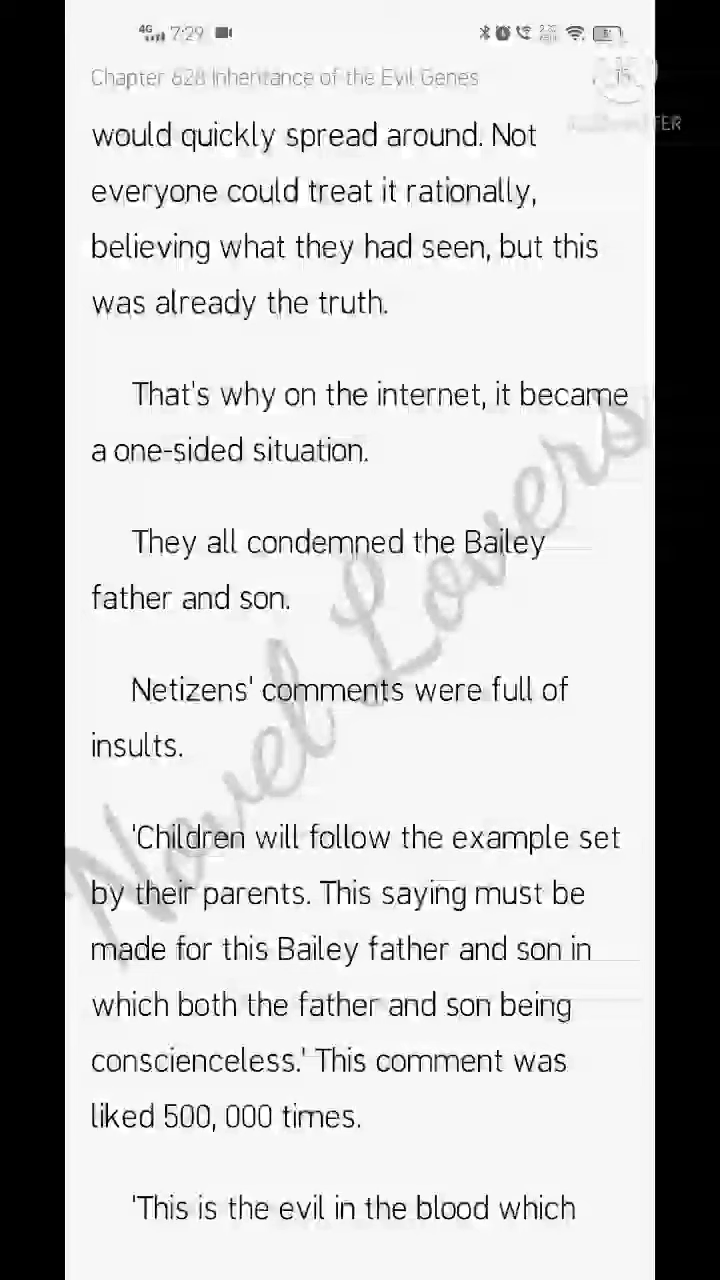 4G 7:29
Chapter 628 Inheritance of the Evil Genes
would quickly spread around. Not
everyone could treat it rationally,
believing what they had seen, but this
was already the truth.
That's why on the internet, it became
a one-sided situation.
They all condemned the Bailey
father and son.
Netizens' comments were full of
insults.
'Children will follow the example set
by their parents. This saying must be
made for this Bailey father and son in
which both the father and son being
conscienceless.' This comment was
liked 500, 000 times.
'This is the evil in the blood which
Novel Lovers